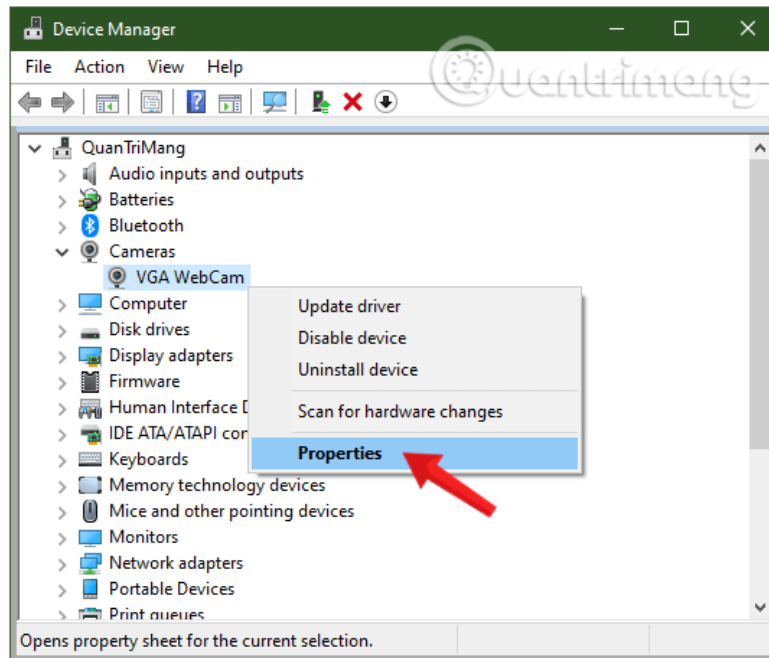 Device Manager
Quantrimang
File Action View Help
QuanTriMang
Audio inputs and outputs
Batteries
Bluetooth
Cameras
VGA WebCam
Computer
Update driver
Disk drives
Disable device
Display adapters
Uninstall device
Firmware
Human Interface
Scan for hardware changes
IDE ATA/ATAPI
Keyboards
Properties
Memory technology devices
Mice and other pointing devices
Monitors
Network adapters
Portable Devices
Print queues
Opens property sheet for the current selection.